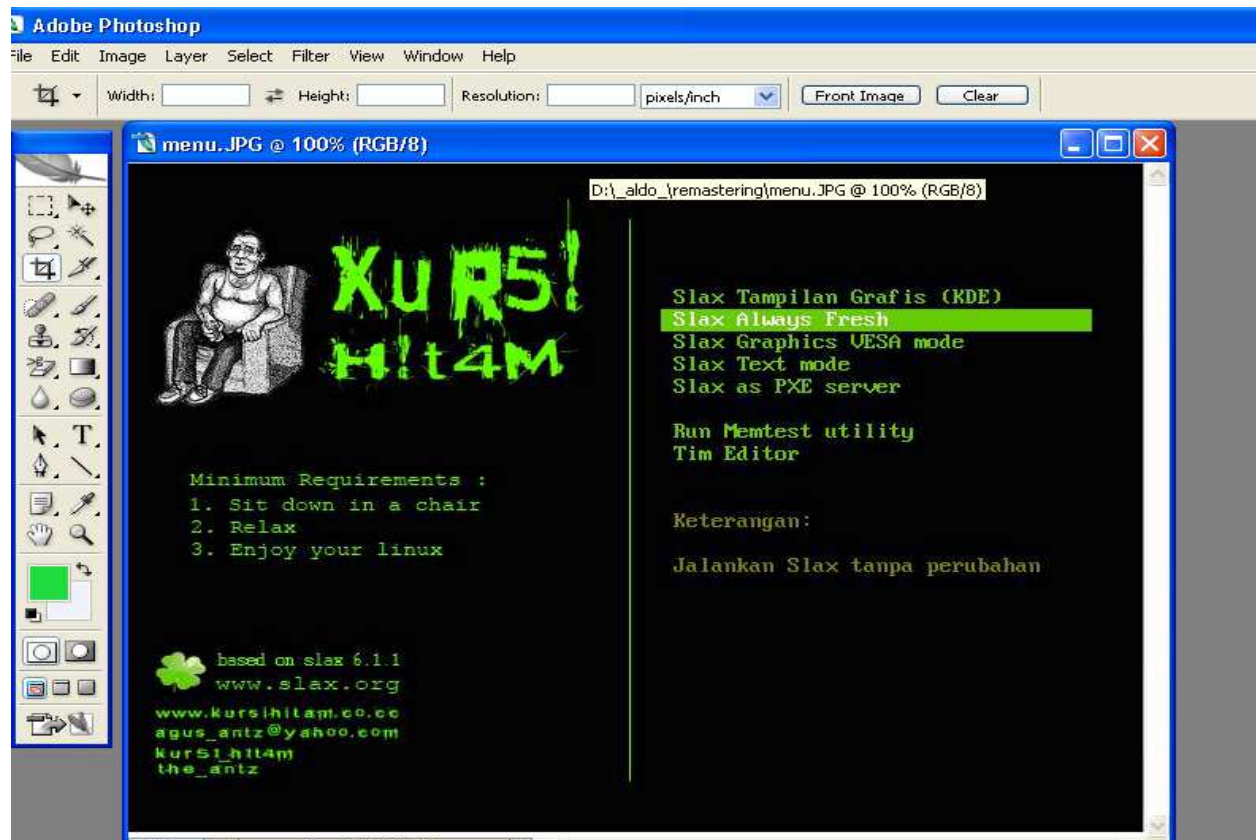 Adobe Photoshop
File Edit Image Layer Select Filter View Window Help
Width: Height: Resolution: pixels/inch Front Image Clear
menu.JPG @ 100% (RGB/8)
D:\_aldo_\remastering\menu.JPG @ 100% (RGB/8)
XuR5!
H!t4M
Minimum Requirements :
1. Sit down in a chair
2. Relax
3. Enjoy your linux
based on slax 6.1.1
www.slax.org
www.kursihitam.co.cc
agus_antz@yahoo.com
kur51_h1t4m
the_antz
Slax Tampilan Grafis (KDE)
Slax Always Fresh
Slax Graphics VESA mode
Slax Text mode
Slax as PXE server
Run Memtest utility
Tim Editor
Keterangan:
Jalankan Slax tanpa perubahan